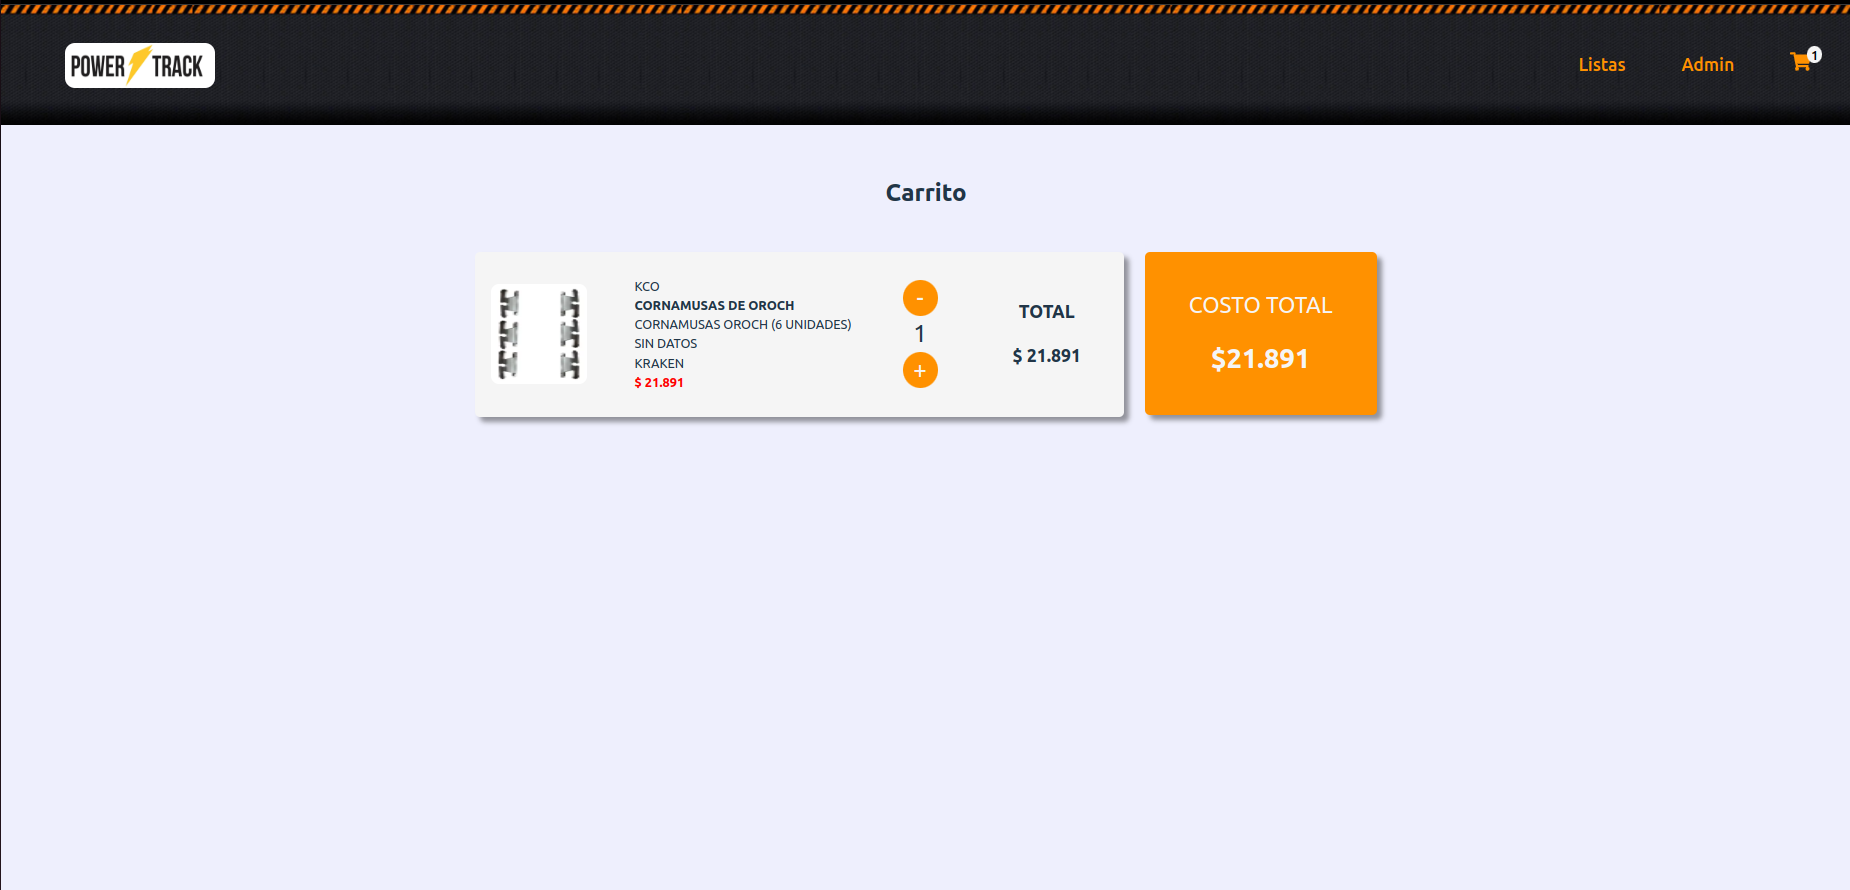 POWER TRACK
Listas
Admin
1
Carrito
KCO
CORNAMUSAS DE OROCH
CORNAMUSAS OROCH (6 UNIDADES)
SIN DATOS
KRAKEN
$ 21.891
-
1
+
TOTAL
$ 21.891
COSTO TOTAL
$21.891